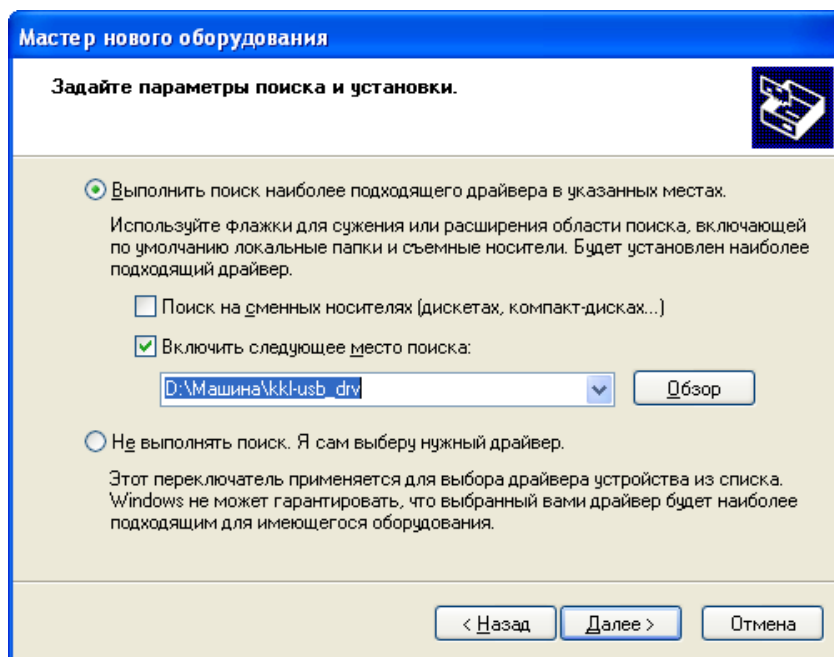 Мастер нового оборудования
Задайте параметры поиска и установки.
Выполнить поиск наиболее подходящего драйвера в указанных местах.
Используйте флажки для сужения или расширения области поиска, включающей
по умолчанию локальные папки и съемные носители. Будет установлен наиболее
подходящий драйвер.
Поиск на сменных носителях (дискетах, компакт-дисках...)
Включить следующее место поиска:
D:\Машина\kkl-usb_drv
Обзор
Не выполнять поиск. Я сам выберу нужный драйвер.
Этот переключатель применяется для выбора драйвера устройства из списка.
Windows не может гарантировать, что выбранный вами драйвер будет наиболее
подходящим для имеющегося оборудования.
< Назад Далее > Отмена